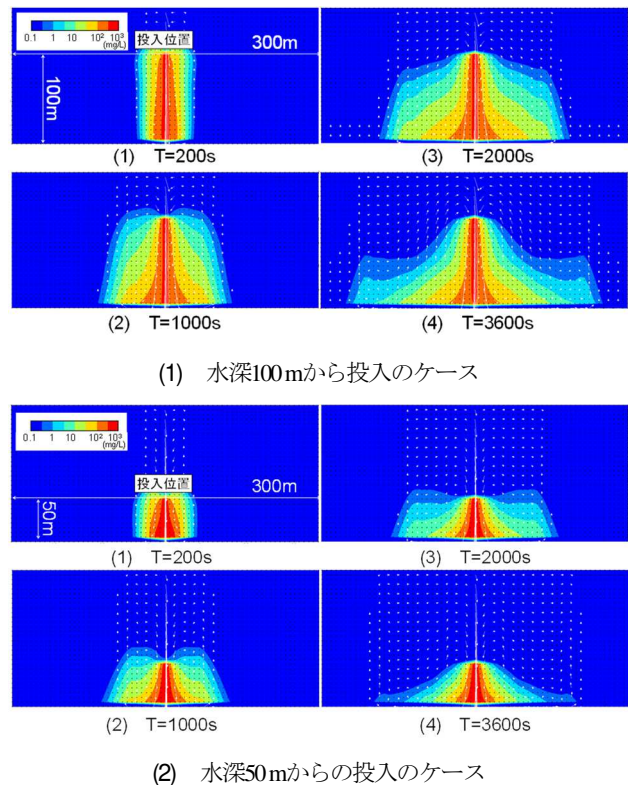 0.1 1 10 10² 10³
(mg/L)
投入位置
300m
100m
(1) T=200s
(3) T=2000s
(2) T=1000s
(4) T=3600s
(1) 水深100mから投入のケース
0.1 1 10 10² 10³
(mg/L)
投入位置
300m
50m
(1) T=200s
(3) T=2000s
(2) T=1000s
(4) T=3600s
(2) 水深50mからの投入のケース